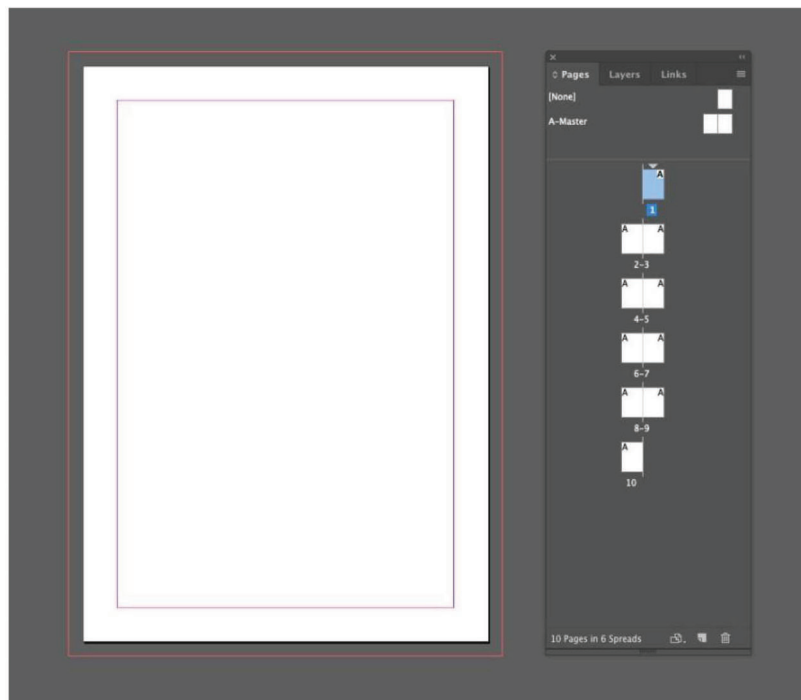 Pages Layers Links
[None]
A-Master
A
1
A A
2-3
A A
4-5
A A
6-7
A A
8-9
A
10
10 Pages in 6 Spreads